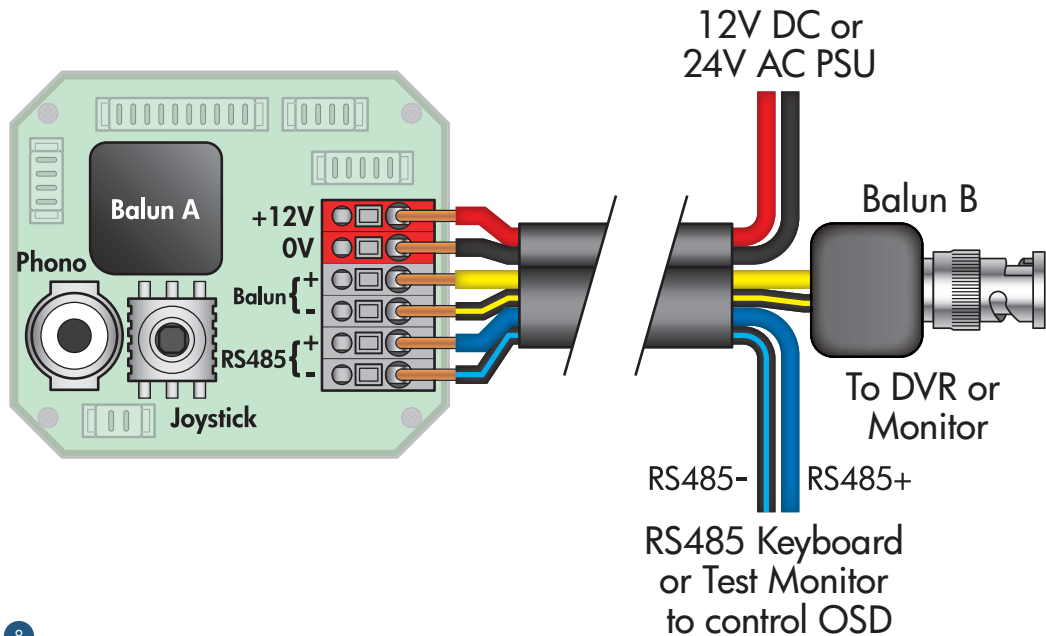 12V DC or
24V AC PSU
Balun A
+12V
0V
Phono
Balun { +
-
RS485 { +
-
Joystick
Balun B
To DVR or
Monitor
RS485-
RS485+
RS485 Keyboard
or Test Monitor
to control OSD
8